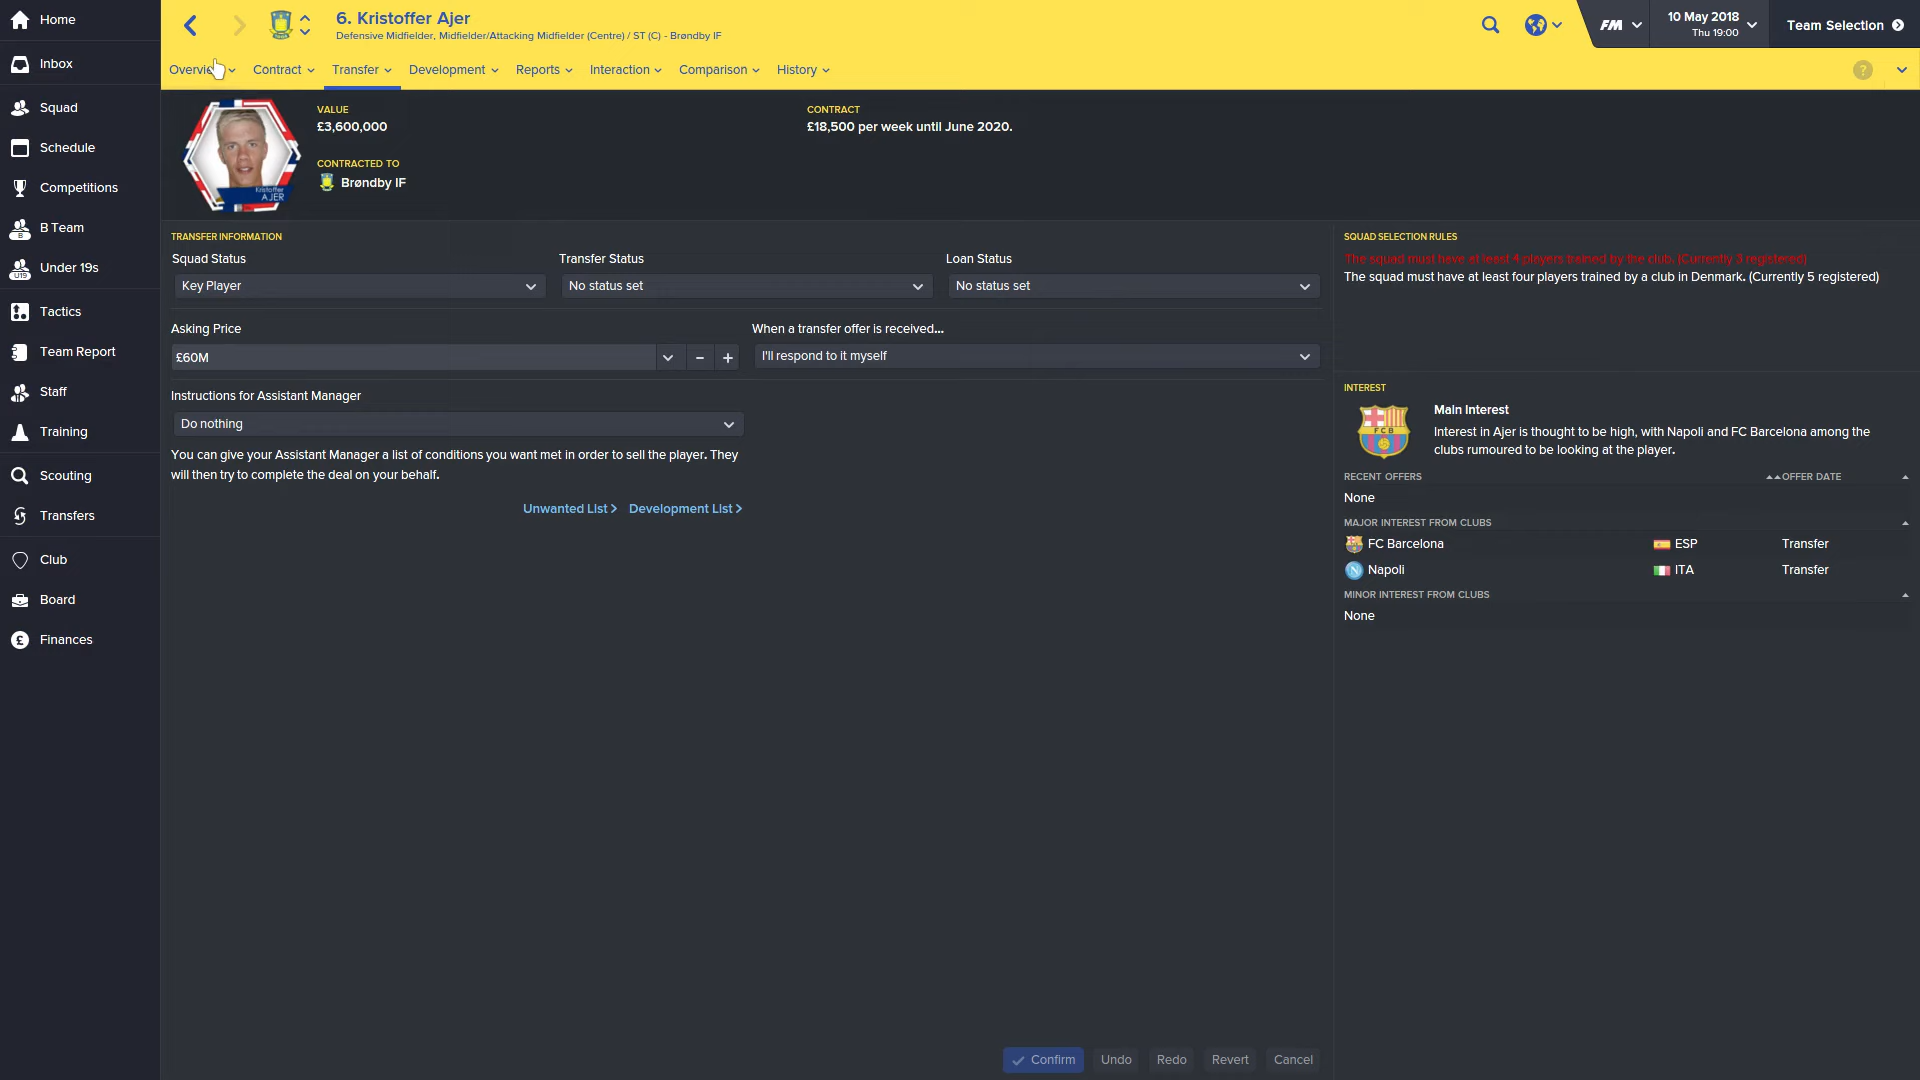 Home
Inbox
Squad
Schedule
Competitions
B Team
Under 19s
Tactics
Team Report
Staff
Training
Scouting
Transfers
Club
Board
Finances
6. Kristoffer Ajer
Defensive Midfielder, Midfielder/Attacking Midfielder (Centre) / ST (C) - Brøndby IF
FM
10 May 2018
Thu 19:00
Team Selection
Overview
Contract
Transfer
Development
Reports
Interaction
Comparison
History
?
Kristoffer
AJER
VALUE
£3,600,000
CONTRACTED TO
Brøndby IF
CONTRACT
£18,500 per week until June 2020.
TRANSFER INFORMATION
Squad Status
Transfer Status
Loan Status
Key Player
No status set
No status set
Asking Price
When a transfer offer is received...
£60M
I'll respond to it myself
Instructions for Assistant Manager
Do nothing
You can give your Assistant Manager a list of conditions you want met in order to sell the player. They
will then try to complete the deal on your behalf.
Unwanted List >
Development List >
SQUAD SELECTION RULES
The squad must have at least 4 players trained by the club. (Currently 3 registered)
The squad must have at least four players trained by a club in Denmark. (Currently 5 registered)
INTEREST
FCB
Main Interest
Interest in Ajer is thought to be high, with Napoli and FC Barcelona among the
clubs rumoured to be looking at the player.
RECENT OFFERS
OFFER DATE
None
MAJOR INTEREST FROM CLUBS
FC Barcelona
ESP
Transfer
Napoli
ITA
Transfer
MINOR INTEREST FROM CLUBS
None
Confirm
Undo
Redo
Revert
Cancel